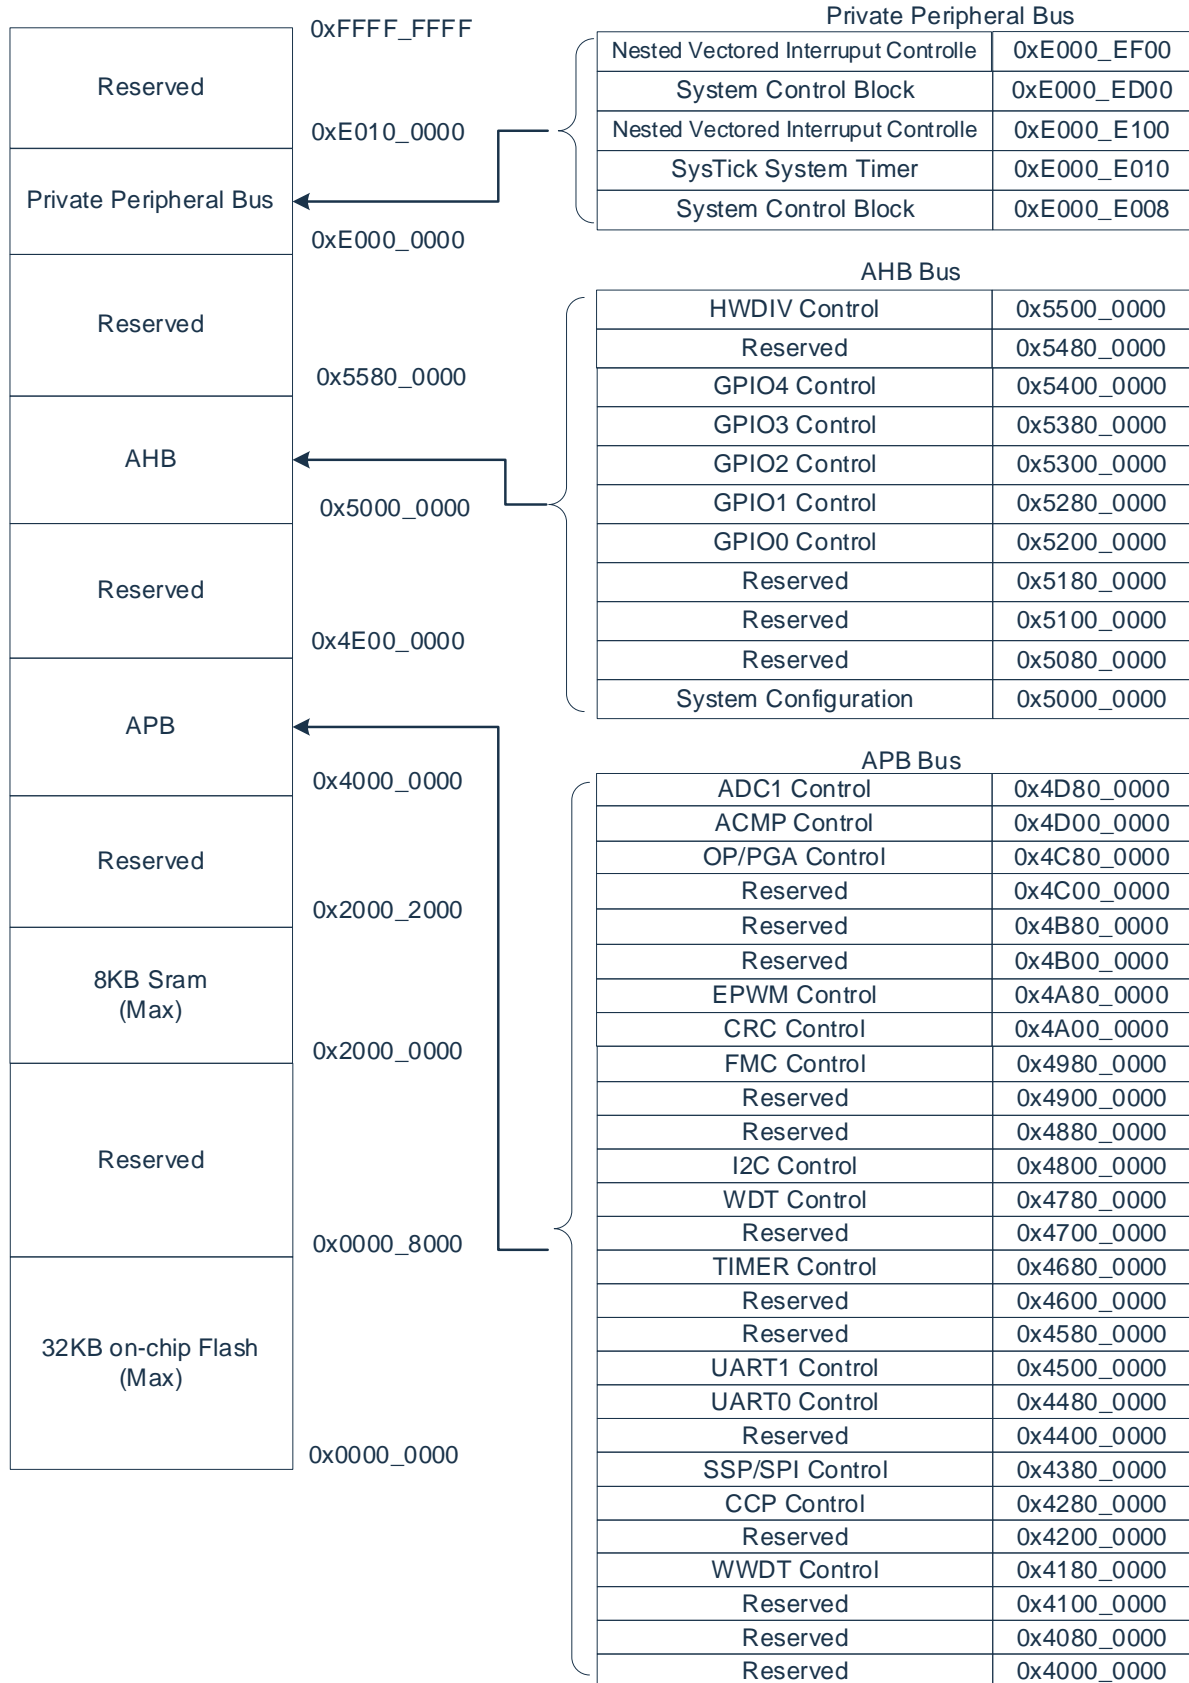 0xFFFF_FFFF
Reserved
0xE010_0000
Private Peripheral Bus
0xE000_0000
Reserved
0x5580_0000
AHB
0x5000_0000
Reserved
0x4E00_0000
APB
0x4000_0000
Reserved
0x2000_2000
8KB Sram
(Max)
0x2000_0000
Reserved
0x0000_8000
32KB on-chip Flash
(Max)
0x0000_0000
Private Peripheral Bus
Nested Vectored Interruput Controlle 0xE000_EF00
System Control Block 0xE000_ED00
Nested Vectored Interruput Controlle 0xE000_E100
SysTick System Timer 0xE000_E010
System Control Block 0xE000_E008
AHB Bus
HWDIV Control 0x5500_0000
Reserved 0x5480_0000
GPIO4 Control 0x5400_0000
GPIO3 Control 0x5380_0000
GPIO2 Control 0x5300_0000
GPIO1 Control 0x5280_0000
GPIO0 Control 0x5200_0000
Reserved 0x5180_0000
Reserved 0x5100_0000
Reserved 0x5080_0000
System Configuration 0x5000_0000
APB Bus
ADC1 Control 0x4D80_0000
ACMP Control 0x4D00_0000
OP/PGA Control 0x4C80_0000
Reserved 0x4C00_0000
Reserved 0x4B80_0000
Reserved 0x4B00_0000
EPWM Control 0x4A80_0000
CRC Control 0x4A00_0000
FMC Control 0x4980_0000
Reserved 0x4900_0000
Reserved 0x4880_0000
I2C Control 0x4800_0000
WDT Control 0x4780_0000
Reserved 0x4700_0000
TIMER Control 0x4680_0000
Reserved 0x4600_0000
Reserved 0x4580_0000
UART1 Control 0x4500_0000
UART0 Control 0x4480_0000
Reserved 0x4400_0000
SSP/SPI Control 0x4380_0000
CCP Control 0x4280_0000
Reserved 0x4200_0000
WWDT Control 0x4180_0000
Reserved 0x4100_0000
Reserved 0x4080_0000
Reserved 0x4000_0000